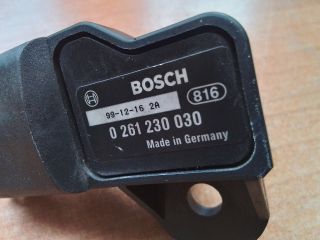 BOSCH
99-12-16 2A
816
0 261 230 030
Made in Germany